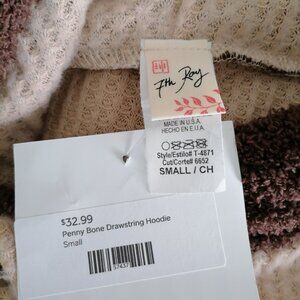 7th Ray
MADE IN U.S.A.
HECHO EN E.U.A.
Style/Estilo# T-4871
Cut/Corte# 6652
SMALL / CH
$32.99
Penny Bone Drawstring Hoodie
Small